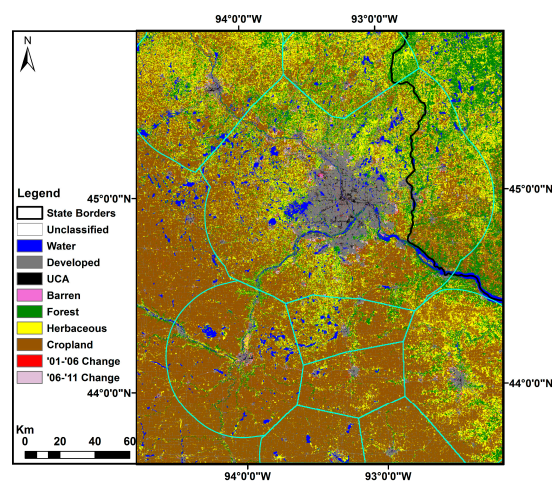 94°0'0"W 93°0'0"W
N
45°0'0"N 45°0'0"N
Legend
State Borders
Unclassified
Water
Developed
UCA
Barren
Forest
Herbaceous
Cropland
'01-'06 Change
'06-'11 Change
44°0'0"N 44°0'0"N
Km
0 10 20 40 60
94°0'0"W 93°0'0"W